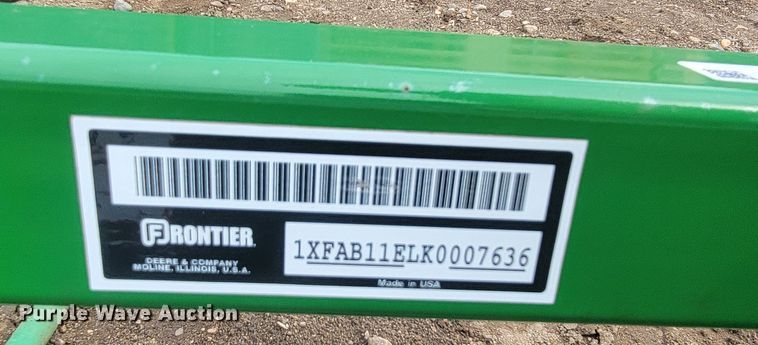 FRONTIER
DEERE & COMPANY
MOLINE, ILLINOIS, U.S.A.
1XFAB11ELK0007636
Made in USA
Purple Wave Auction